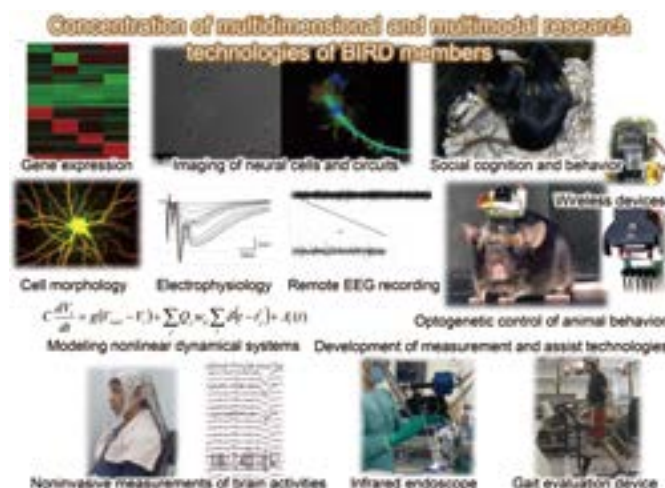 Concentration of multidimensional and multimodal research
technologies of BIRD members
Gene expression
Imaging of neural cells and circuits
Social cognition and behavior
Wireless devices
Cell morphology
Electrophysiology
Remote EEG recording
Optogenetic control of animal behavior
Modeling nonlinear dynamical systems
Development of measurement and assist technologies
Noninvasive measurements of brain activities
Infrared endoscope
Gait evaluation device